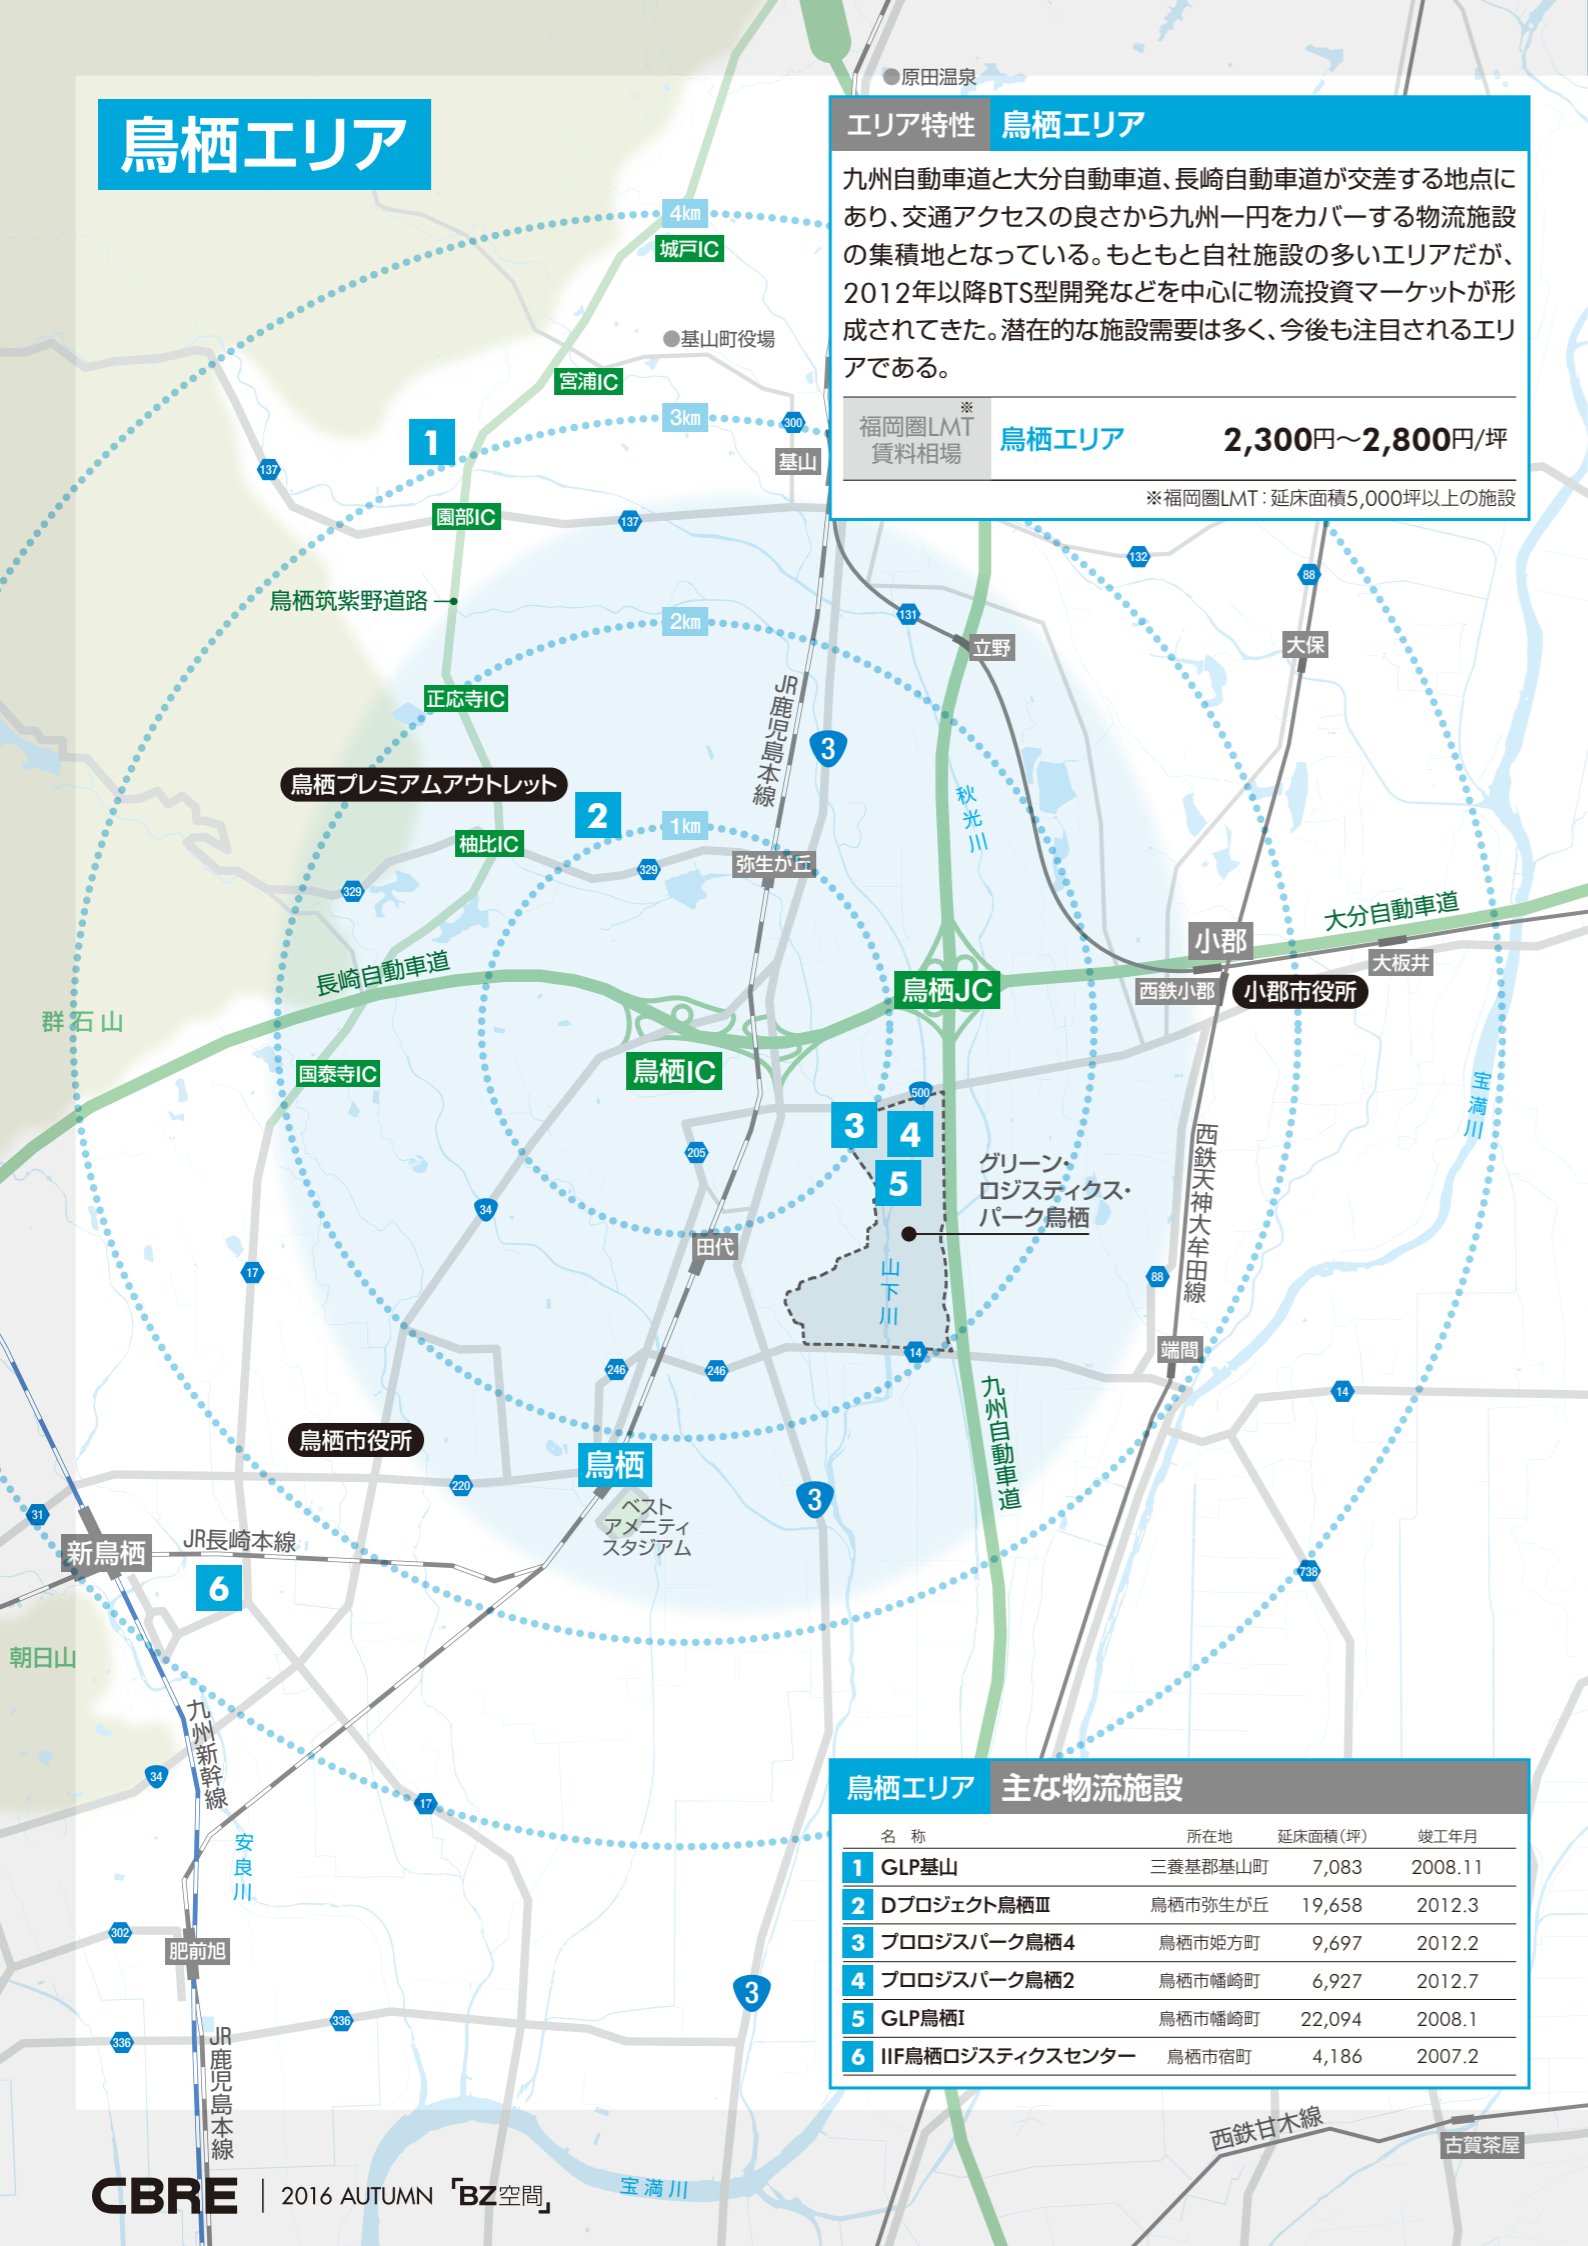 鳥栖エリア
●原田温泉
エリア特性 鳥栖エリア
九州自動車道と大分自動車道、長崎自動車道が交差する地点に
あり、交通アクセスの良さから九州一円をカバーする物流施設
の集積地となっている。もともと自社施設の多いエリアだが、
2012年以降BTS型開発などを中心に物流投資マーケットが形
成されてきた。潜在的な施設需要は多く、今後も注目されるエリ
アである。
※
福岡圏LMT
賃料相場
鳥栖エリア 2,300円〜2,800円/坪
※福岡圏LMT：延床面積5,000坪以上の施設
4km
城戸IC
●基山町役場
宮浦IC
3km
300
1
基山
137
園部IC
137
132
88
鳥栖筑紫野道路
2km
131
立野
大保
正応寺IC
JR鹿児島本線
3
鳥栖プレミアムアウトレット
2
1km
秋光川
柚比IC
弥生が丘
329
329
大分自動車道
小郡
大板井
長崎自動車道
鳥栖JC
西鉄小郡
小郡市役所
群石山
国泰寺IC
鳥栖IC
宝満川
500
3
4
5
205
グリーン・
ロジスティクス・
パーク鳥栖
西鉄天神大牟田線
34
田代
山下川
17
88
端間
14
246
246
14
九州自動車道
鳥栖市役所
鳥栖
220
3
31
ベスト
アメニティ
スタジアム
新鳥栖
JR長崎本線
6
738
朝日山
九州新幹線
34
17
安良川
302
肥前旭
3
336
336
JR鹿児島本線
鳥栖エリア 主な物流施設
名　称 所在地 延床面積（坪） 竣工年月
1 GLP基山 三養基郡基山町 7,083 2008.11
2 Dプロジェクト鳥栖Ⅲ 鳥栖市弥生が丘 19,658 2012.3
3 プロロジスパーク鳥栖4 鳥栖市姫方町 9,697 2012.2
4 プロロジスパーク鳥栖2 鳥栖市幡崎町 6,927 2012.7
5 GLP鳥栖I 鳥栖市幡崎町 22,094 2008.1
6 IIF鳥栖ロジスティクスセンター 鳥栖市宿町 4,186 2007.2
西鉄甘木線
古賀茶屋
宝満川
CBRE | 2016 AUTUMN 「BZ空間」